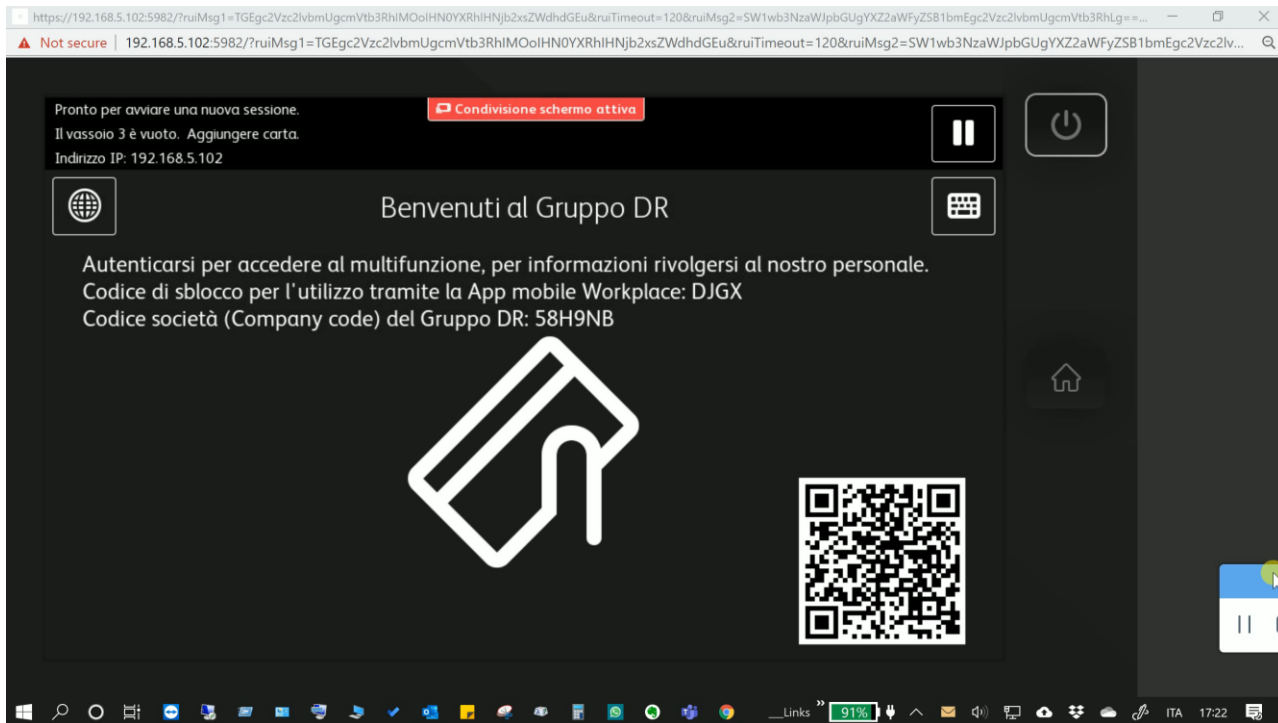 https://192.168.5.102:5982/?ruiMsg1=TGEgc2Vzc2lvbmUgcmVtb3RhIMOoIHN0YXRhIHNjb2xsZWdhdGEu&ruiTimeout=120&ruiMsg2=SW1wb3NzaWJpbGUgYXZ2aWFyZSB1bmEgc2Vzc2lvbmUgcmVtb3RhLg==...
Not secure | 192.168.5.102:5982/?ruiMsg1=TGEgc2Vzc2lvbmUgcmVtb3RhIMOoIHN0YXRhIHNjb2xsZWdhdGEu&ruiTimeout=120&ruiMsg2=SW1wb3NzaWJpbGUgYXZ2aWFyZSB1bmEgc2Vzc2lv...
Pronto per avviare una nuova sessione.
Condivisione schermo attiva
Il vassoio 3 è vuoto. Aggiungere carta.
Indirizzo IP: 192.168.5.102
Benvenuti al Gruppo DR
Autenticarsi per accedere al multifunzione, per informazioni rivolgersi al nostro personale.
Codice di sblocco per l'utilizzo tramite la App mobile Workplace: DJGX
Codice società (Company code) del Gruppo DR: 58H9NB
__Links » 91% ITA 17:22